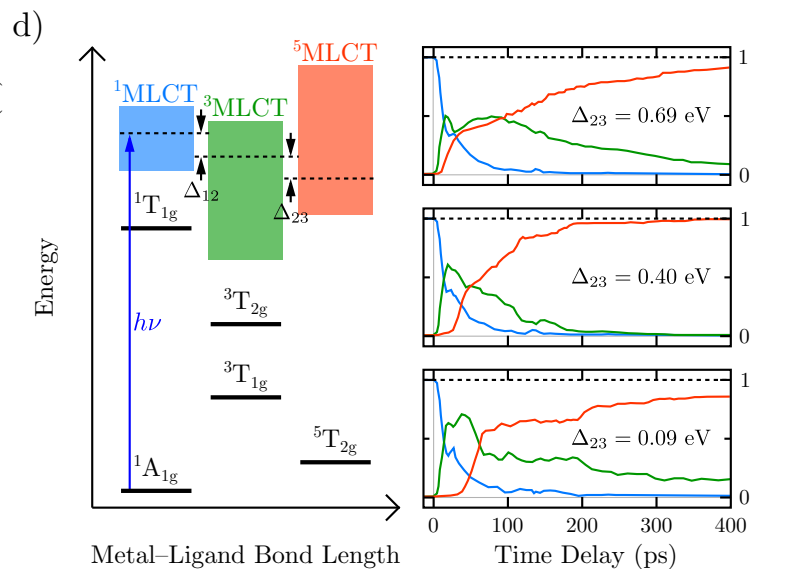 d)
⁵MLCT
¹MLCT
³MLCT
Δ₁₂
Δ₂₃
¹T₁g
³T₂g
hν
³T₁g
⁵T₂g
¹A₁g
Energy
Metal–Ligand Bond Length
1
Δ₂₃ = 0.69 eV
0
1
Δ₂₃ = 0.40 eV
0
1
Δ₂₃ = 0.09 eV
0
0 100 200 300 400
Time Delay (ps)